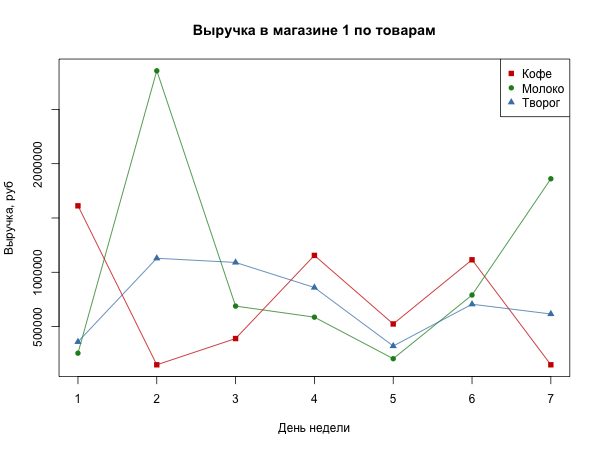 Выручка в магазине 1 по товарам
Кофе
Молоко
Творог
Выручка, руб
2000000
1000000
500000
1 2 3 4 5 6 7
День недели